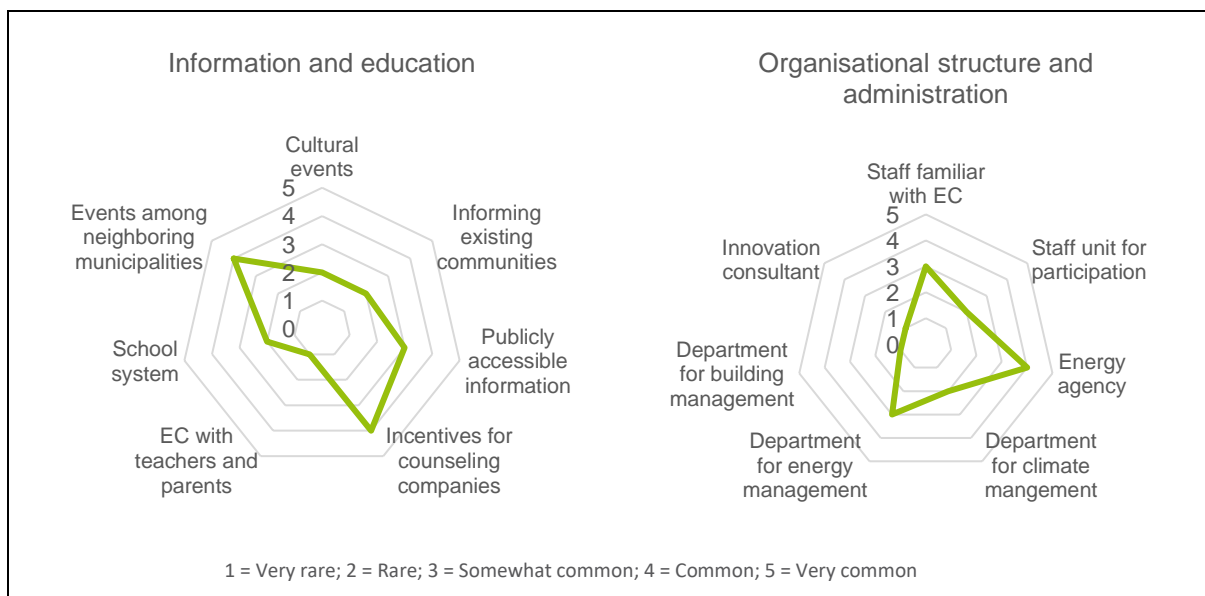 Information and education
Cultural
events
5
4
3
2
1
0
Informing
existing
communities
Publicly
accessible
information
Incentives for
counseling
companies
EC with
teachers and
parents
School
system
Events among
neighboring
municipalities
Organisational structure and
administration
Staff familiar
with EC
5
4
3
2
1
0
Staff unit for
participation
Energy
agency
Department
for climate
mangement
Department
for energy
management
Department
for building
management
Innovation
consultant
1 = Very rare; 2 = Rare; 3 = Somewhat common; 4 = Common; 5 = Very common